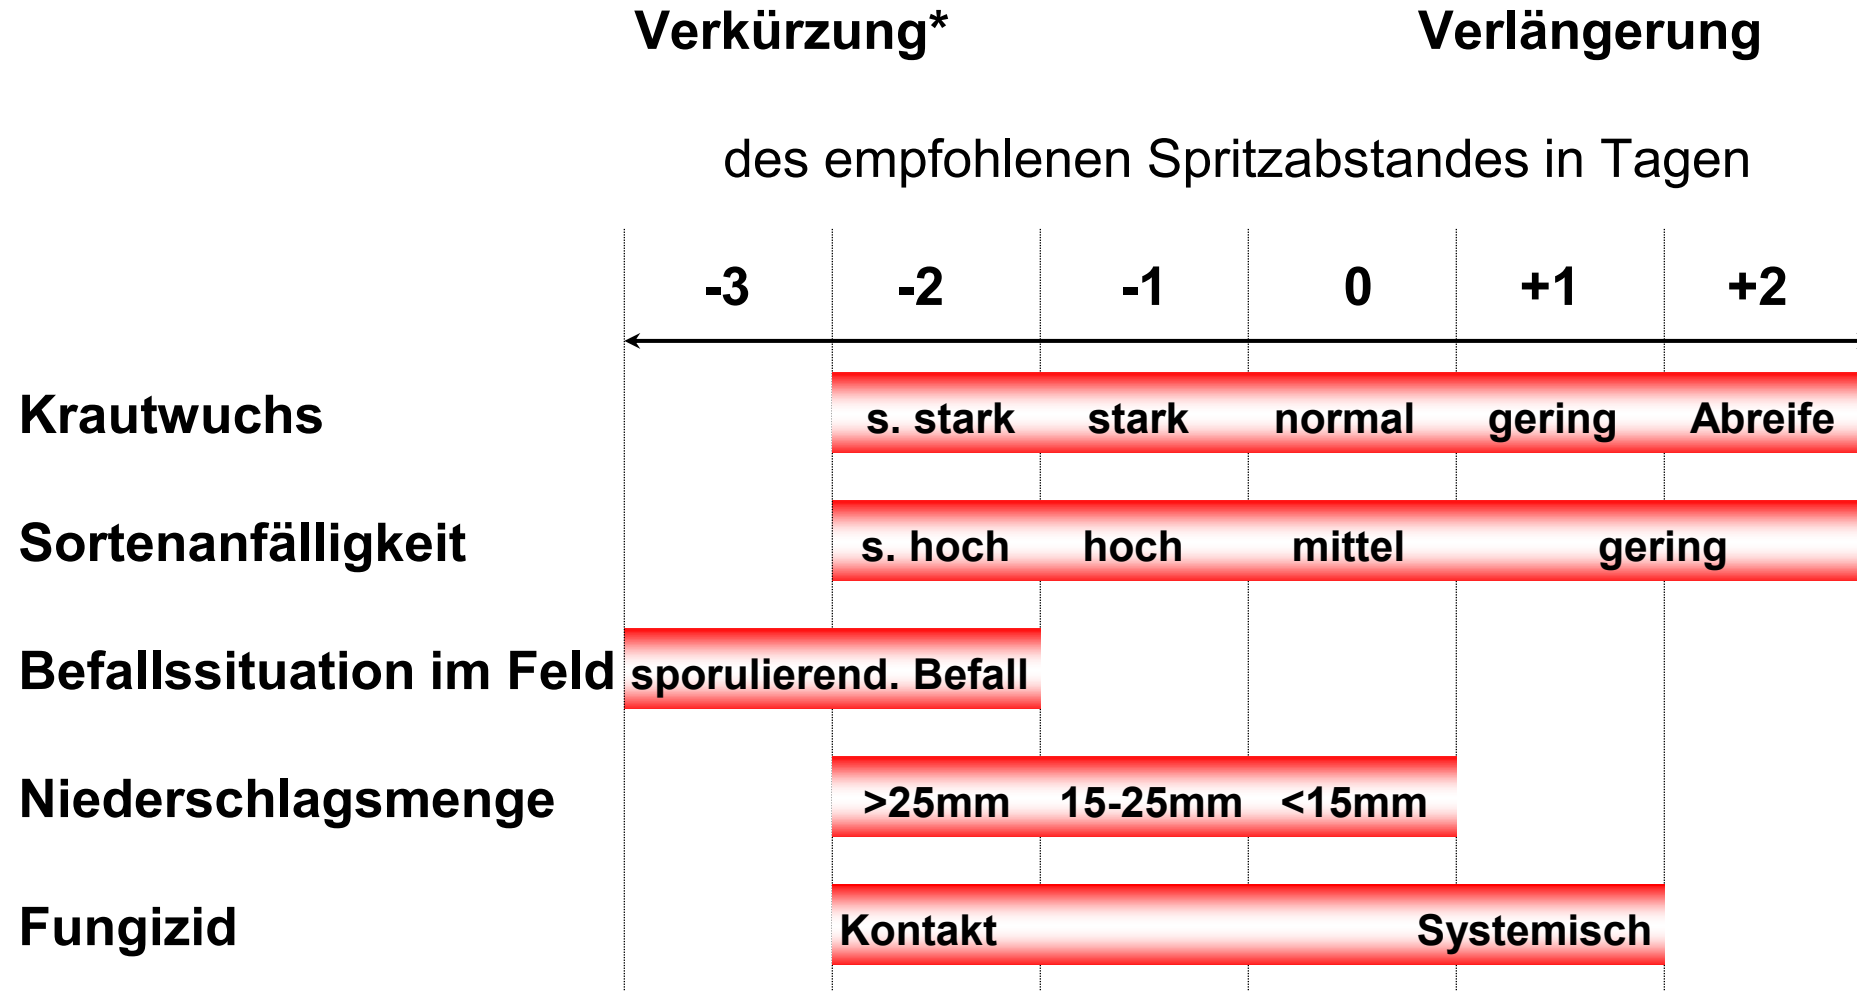 Verkürzung* Verlängerung
des empfohlenen Spritzabstandes in Tagen
-3 -2 -1 0 +1 +2
Krautwuchs s. stark stark normal gering Abreife
Sortenanfälligkeit s. hoch hoch mittel gering
Befallssituation im Feld sporulierend. Befall
Niederschlagsmenge >25mm 15-25mm <15mm
Fungizid Kontakt Systemisch